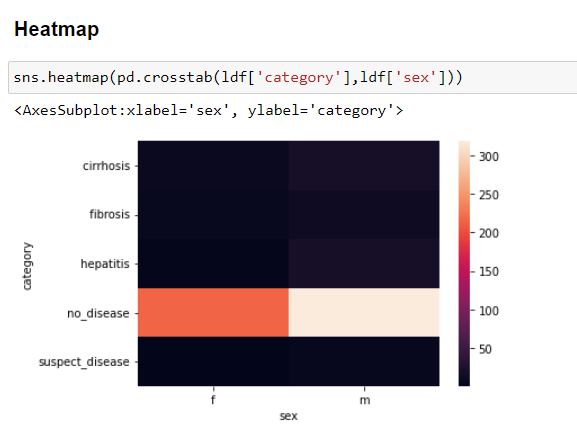 Heatmap
sns.heatmap(pd.crosstab(ldf['category'],ldf['sex']))
<AxesSubplot:xlabel='sex', ylabel='category'>
category
cirrhosis
fibrosis
hepatitis
no_disease
suspect_disease
f m
sex
300
250
200
150
100
50